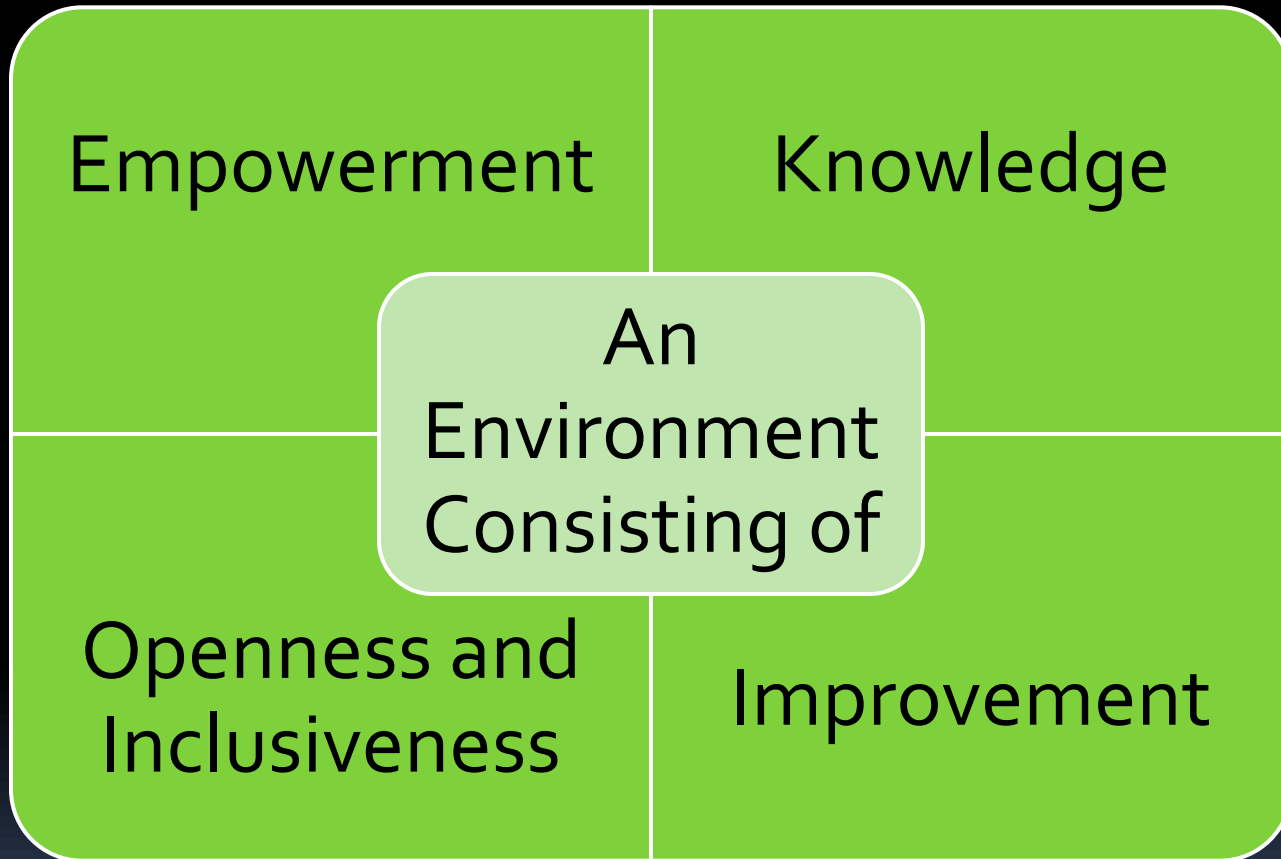 Empowerment
Knowledge
An
Environment
Consisting of
Openness and
Inclusiveness
Improvement